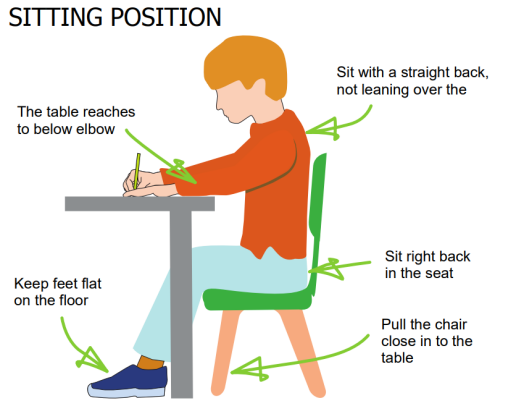 SITTING POSITION
Sit with a straight back,
not leaning over the
The table reaches
to below elbow
Sit right back
in the seat
Keep feet flat
on the floor
Pull the chair
close in to the
table